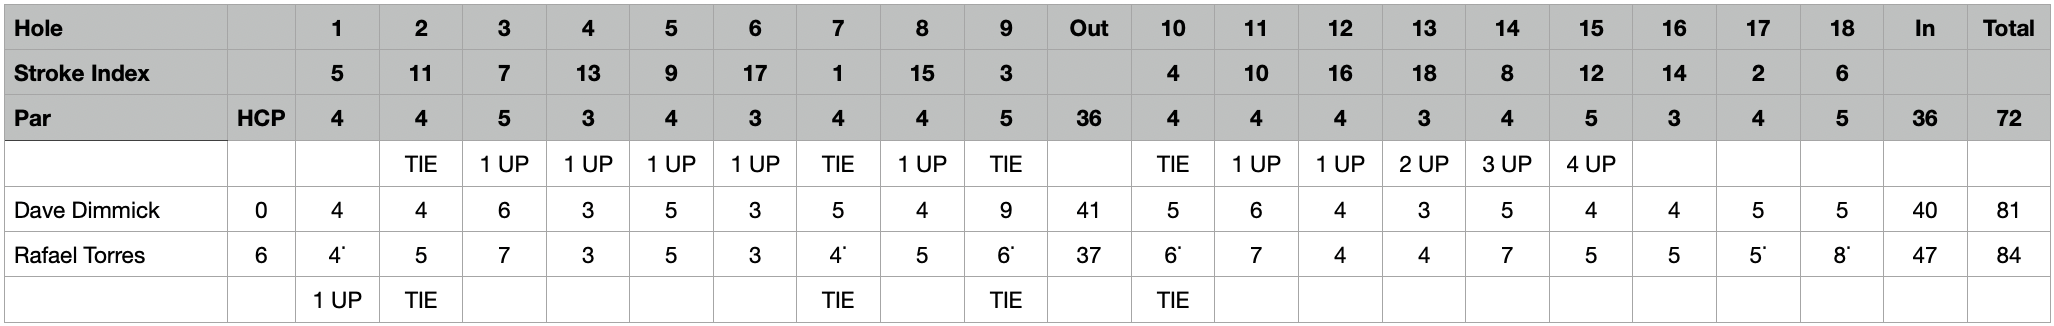 Hole 1 2 3 4 5 6 7 8 9 Out 10 11 12 13 14 15 16 17 18 In Total
Stroke Index 5 11 7 13 9 17 1 15 3 4 10 16 18 8 12 14 2 6
Par HCP 4 4 5 3 4 3 4 4 5 36 4 4 4 3 4 5 3 4 5 36 72
TIE 1 UP 1 UP 1 UP 1 UP TIE 1 UP TIE TIE 1 UP 1 UP 2 UP 3 UP 4 UP
Dave Dimmick 0 4 4 6 3 5 3 5 4 9 41 5 6 4 3 5 4 4 5 5 40 81
Rafael Torres 6 4˙ 5 7 3 5 3 4˙ 5 6˙ 37 6˙ 7 4 4 7 5 5 5˙ 8˙ 47 84
1 UP TIE TIE TIE TIE